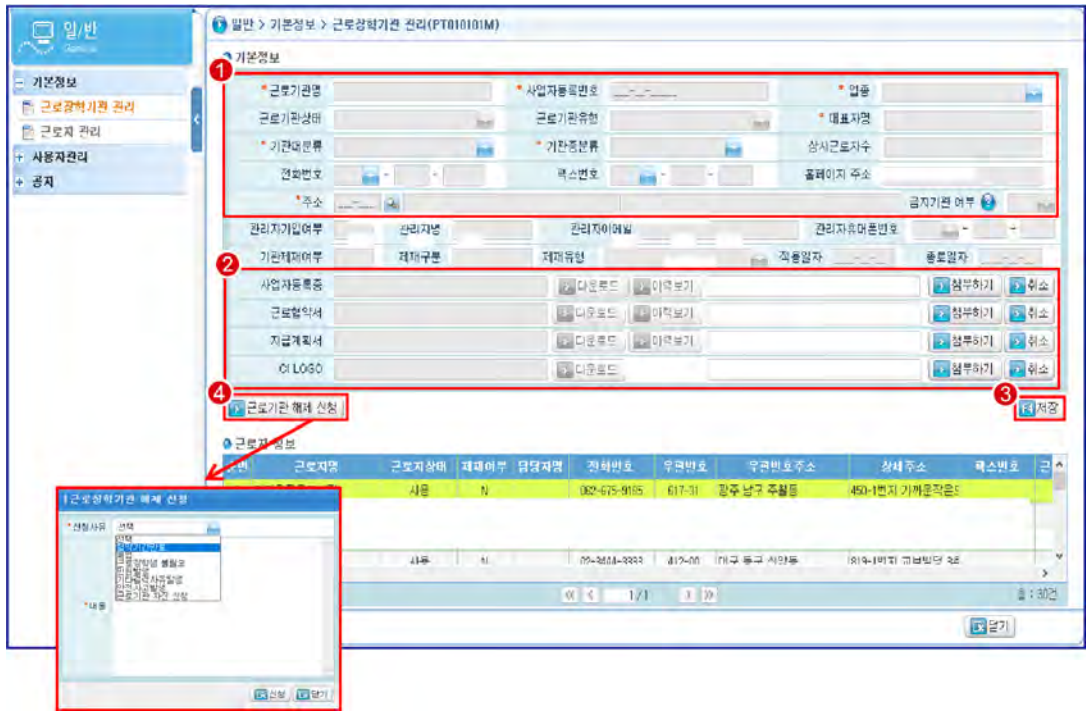 일/반
일반 > 기본정보 > 근로장학기관 관리(PT010101M)
기본정보
근로장학기관 관리
근로지 관리
사용자관리
공지
기본정보
1
* 근로기관명 * 사업자등록번호 * 업종
근로기관상태 근로기관유형 * 대표자명
* 기관대분류 * 기관중분류 상시근로자수
전화번호 - - 팩스번호 - - 홈페이지 주소
* 주소 금지기관 여부
관리자가입여부 관리자명 관리자이메일 관리자휴대폰번호 - -
기관제재여부 제재구분 제재유형 적용일자 종료일자
2
사업자등록증 다운로드 이력보기 첨부하기 취소
근로협약서 다운로드 이력보기 첨부하기 취소
지급계획서 다운로드 이력보기 첨부하기 취소
CI LOGO 다운로드 첨부하기 취소
4 근로기관 해제 신청
3 저장
근로지 정보
근로지명 근로지상태 제재여부 담당자명 전화번호 우편번호 우편번호주소 상세주소 팩스번호 근
사용 N 062-675-9165 617-01 광주 남구 주월동
사용 N
1/1
총 : 30건
닫기
근로장학기관 해제 신청
* 신청사유 선택
선택
* 내용
신청 닫기